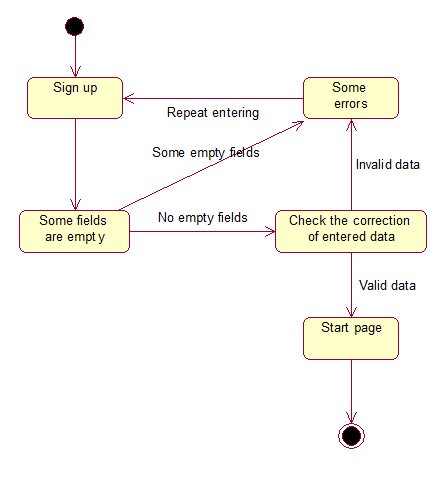 Sign up
Some
errors
Repeat entering
Some empty fields
Invalid data
Some fields
are empty
No empty fields
Check the correction
of entered data
Valid data
Start page